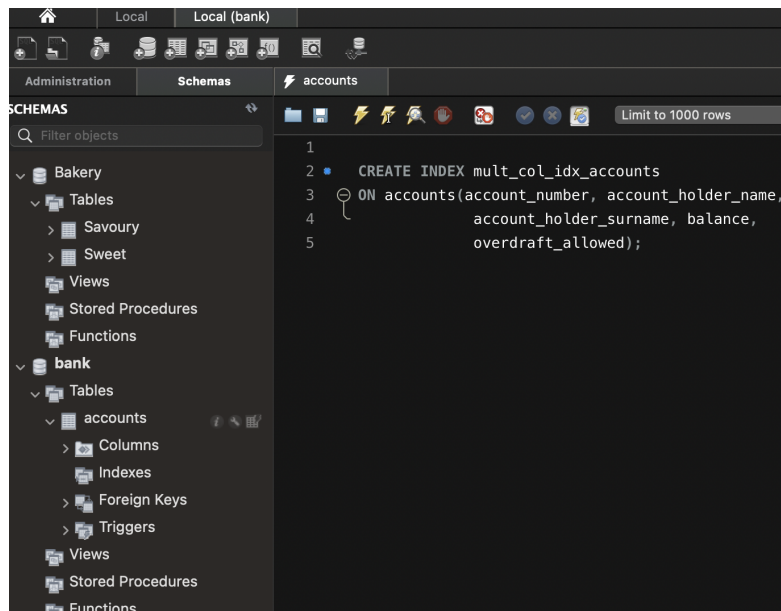 Local
Local (bank)
Administration
Schemas
accounts
SCHEMAS
Filter objects
Limit to 1000 rows
Bakery
Tables
Savoury
Sweet
Views
Stored Procedures
Functions
bank
Tables
accounts
Columns
Indexes
Foreign Keys
Triggers
Views
Stored Procedures
Functions
1
2 CREATE INDEX mult_col_idx_accounts
3 ON accounts(account_number, account_holder_name,
4 account_holder_surname, balance,
5 overdraft_allowed);